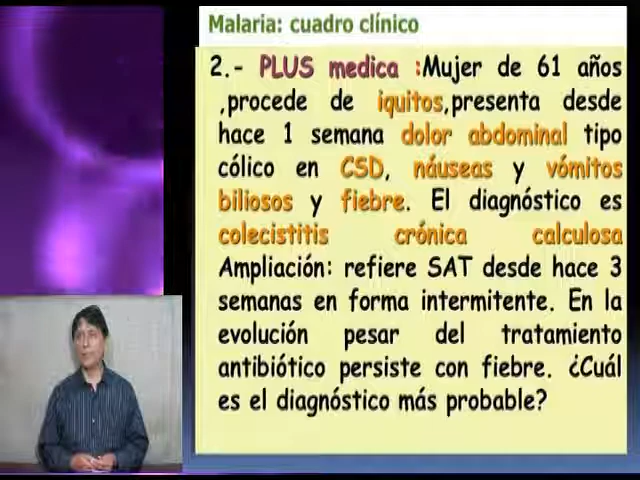 Malaria: cuadro clínico
2.- PLUS medica :Mujer de 61 años
,procede de iquitos,presenta desde
hace 1 semana dolor abdominal tipo
cólico en CSD, náuseas y vómitos
biliosos y fiebre. El diagnóstico es
colecistitis crónica calculosa
Ampliación: refiere SAT desde hace 3
semanas en forma intermitente. En la
evolución pesar del tratamiento
antibiótico persiste con fiebre. ¿Cuál
es el diagnóstico más probable?